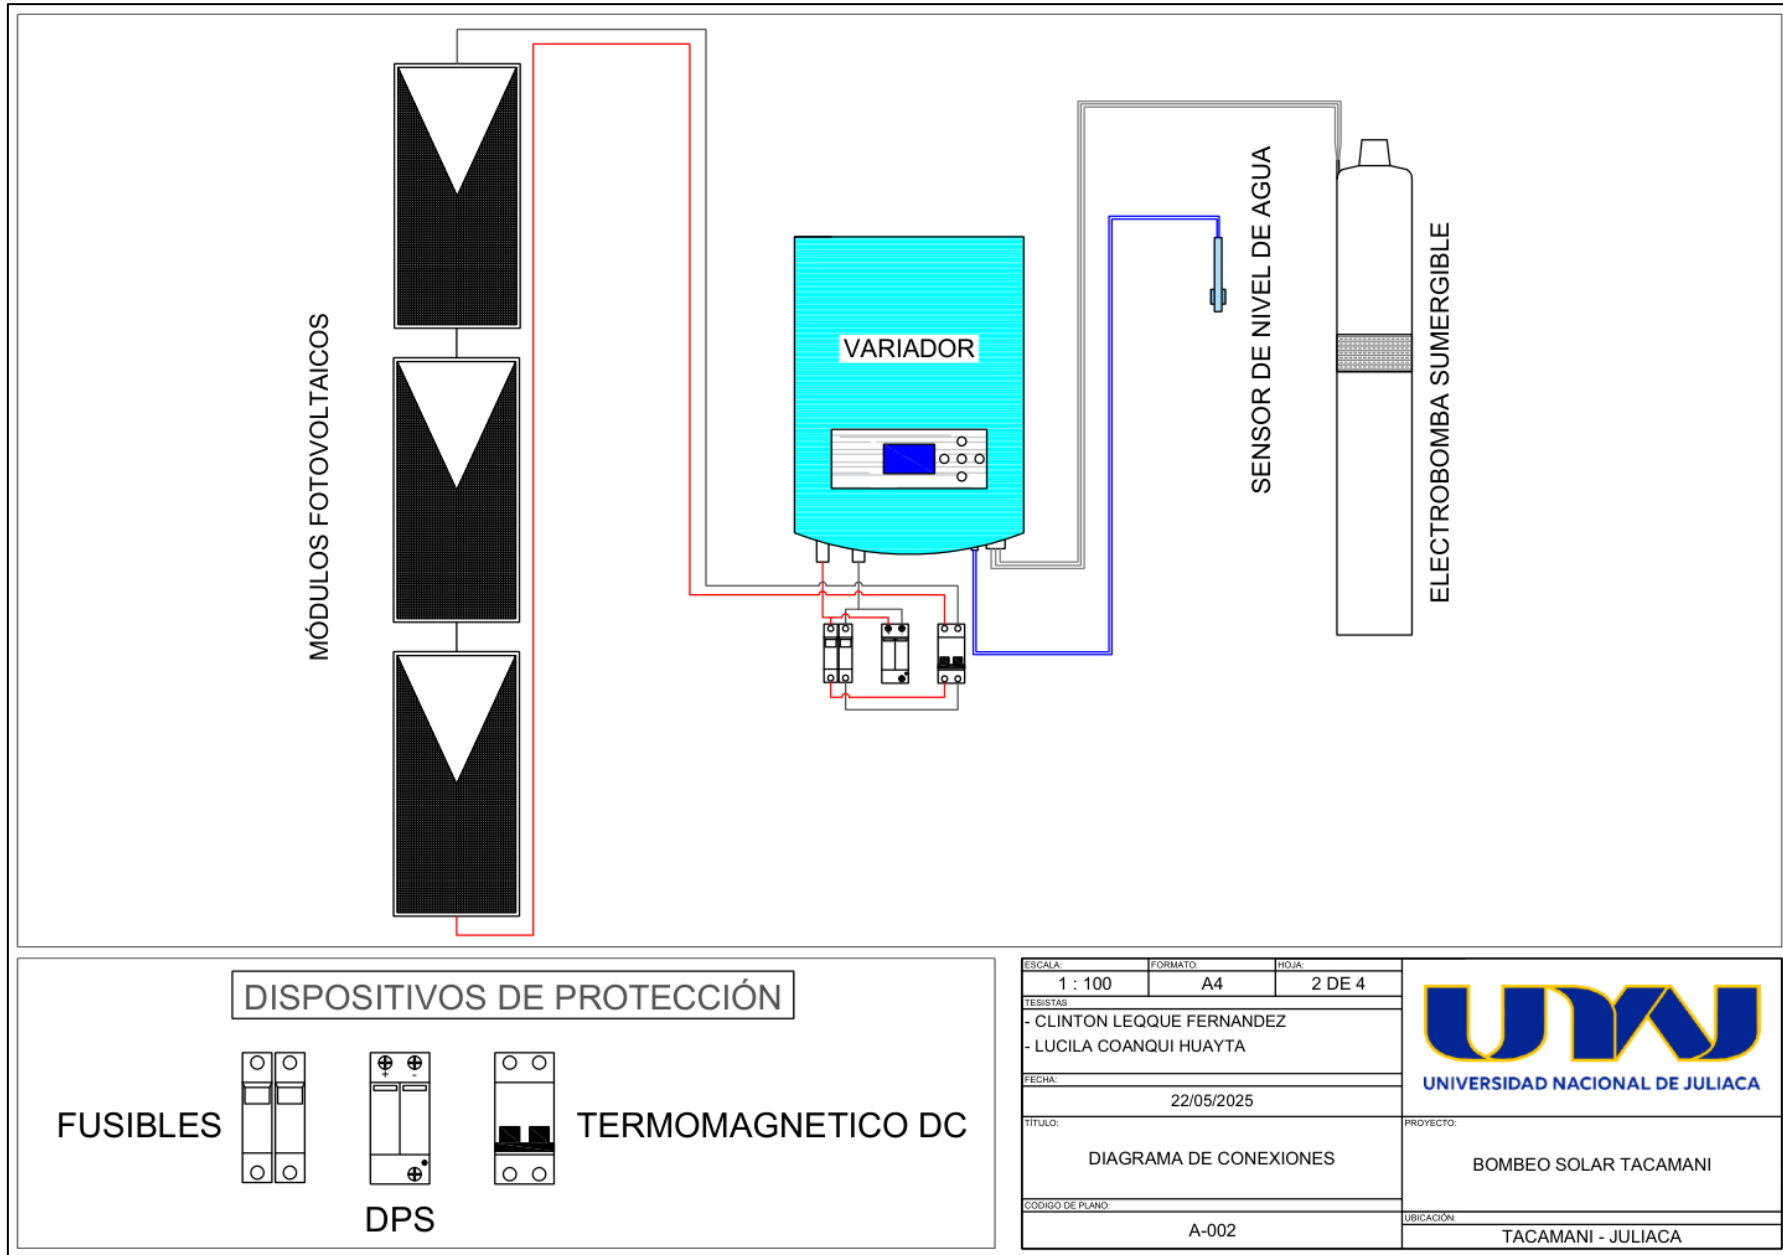 MÓDULOS FOTOVOLTAICOS
VARIADOR
SENSOR DE NIVEL DE AGUA
ELECTROBOMBA SUMERGIBLE
DISPOSITIVOS DE PROTECCIÓN
FUSIBLES
+ -
DPS
TERMOMAGNETICO DC
ESCALA:
1 : 100
FORMATO:
A4
HOJA:
2 DE 4
TESISTAS
- CLINTON LEQQUE FERNANDEZ
- LUCILA COANQUI HUAYTA
FECHA:
22/05/2025
TÍTULO:
DIAGRAMA DE CONEXIONES
CODIGO DE PLANO:
A-002
UNAJ
UNIVERSIDAD NACIONAL DE JULIACA
PROYECTO:
BOMBEO SOLAR TACAMANI
UBICACIÓN:
TACAMANI - JULIACA